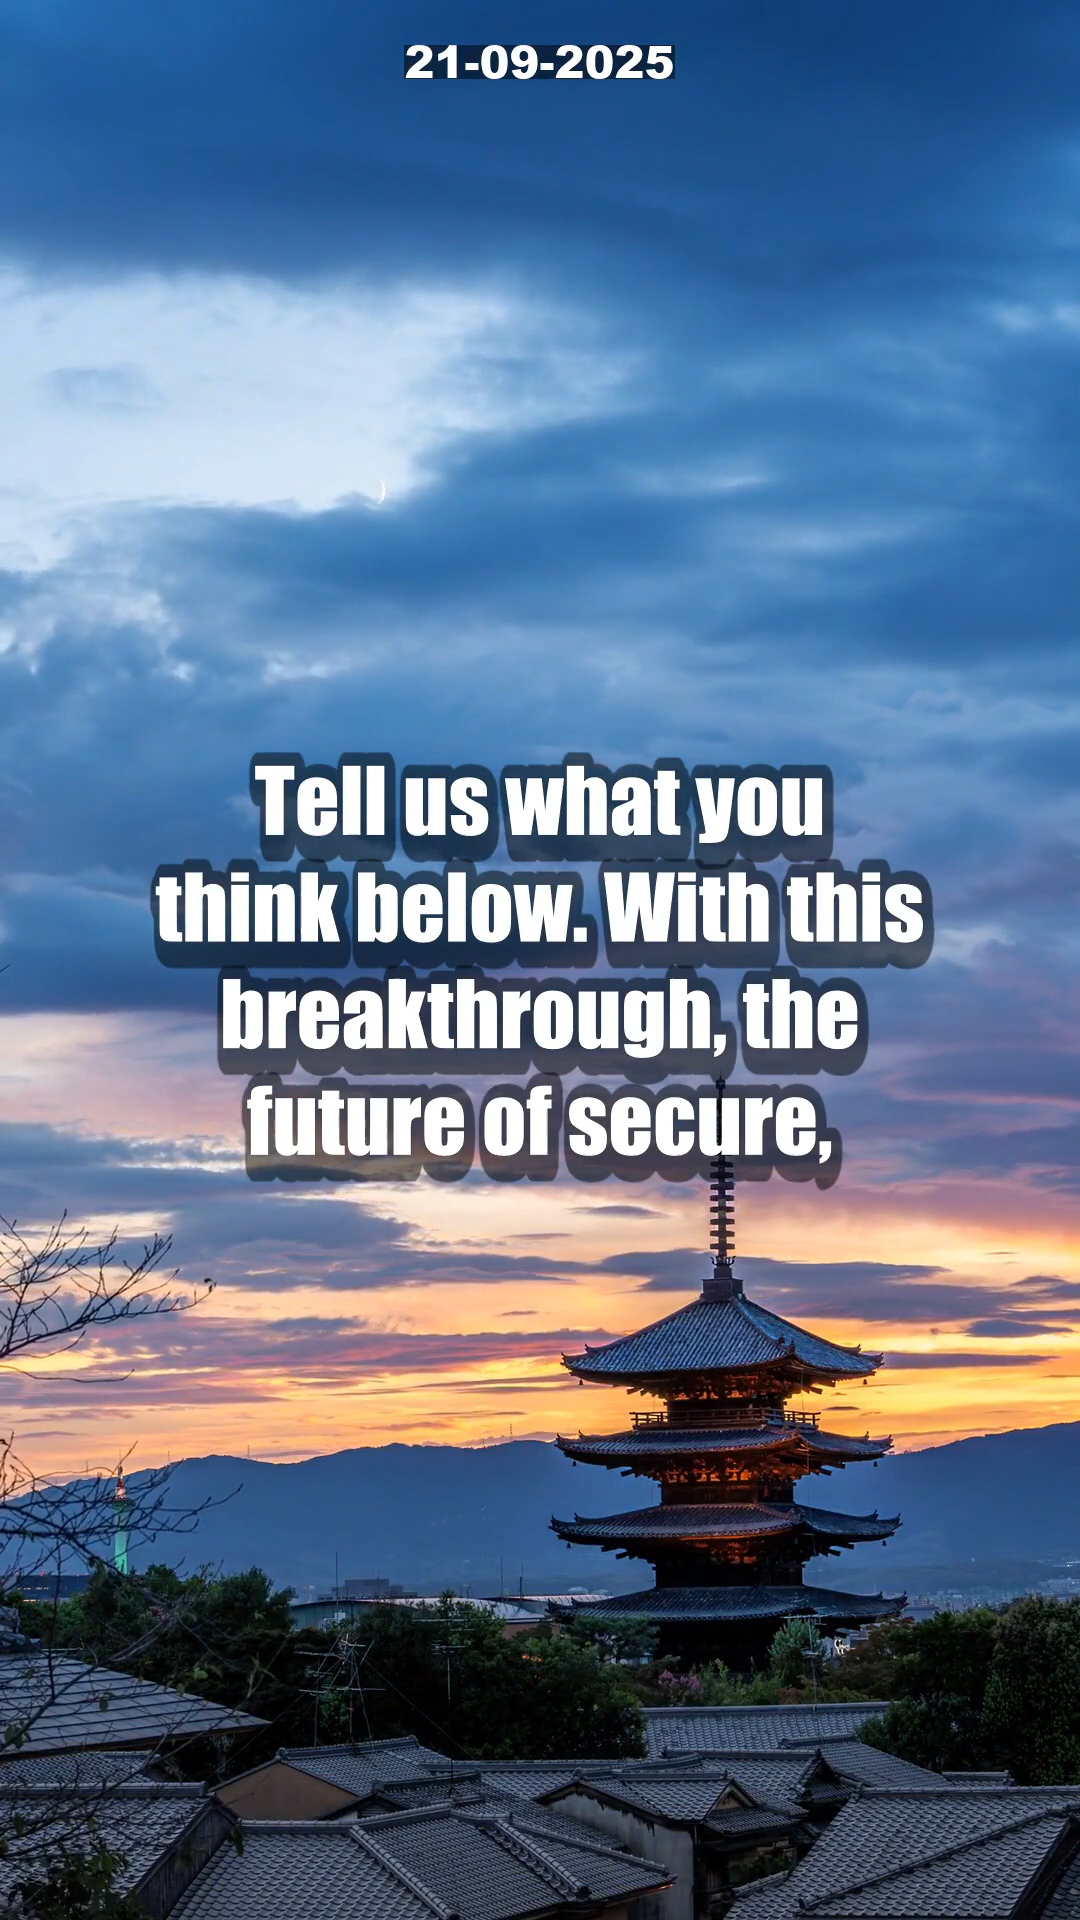 21-09-2025
Tell us what you
think below. With this
breakthrough, the
future of secure,